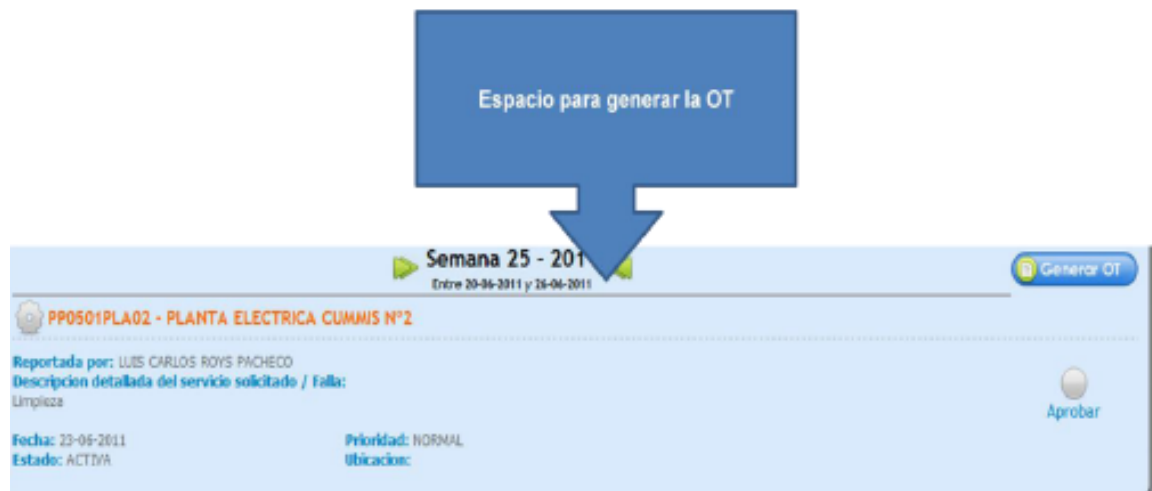 Espacio para generar la OT
Semana 25 - 201
Entre 20-06-2011 y 26-06-2011
Generar OT
PP0501PLA02 - PLANTA ELECTRICA CUMMIS Nº2
Reportada por: LUIS CARLOS ROYS PACHECO
Descripcion detallada del servicio solicitado / Falla:
Limpieza
Aprobar
Fecha: 23-06-2011 Prioridad: NORMAL
Estado: ACTIVA Ubicacion: